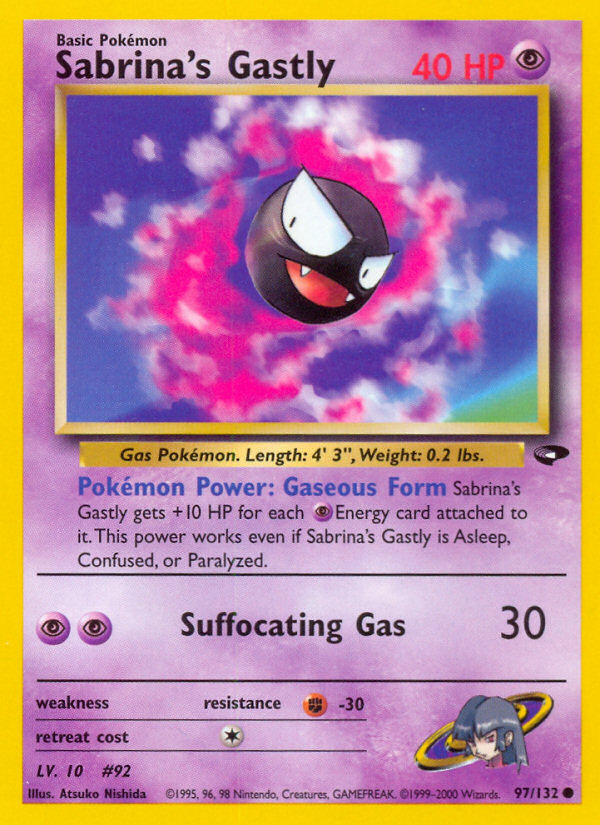 Basic Pokémon
Sabrina's Gastly 40 HP
Gas Pokémon. Length: 4' 3", Weight: 0.2 lbs.
Pokémon Power: Gaseous Form Sabrina's
Gastly gets +10 HP for each Energy card attached to
it. This power works even if Sabrina's Gastly is Asleep,
Confused, or Paralyzed.
Suffocating Gas 30
weakness resistance -30
retreat cost
LV. 10 #92
Illus. Atsuko Nishida ©1995, 96, 98 Nintendo, Creatures, GAMEFREAK. ©1999-2000 Wizards. 97/132